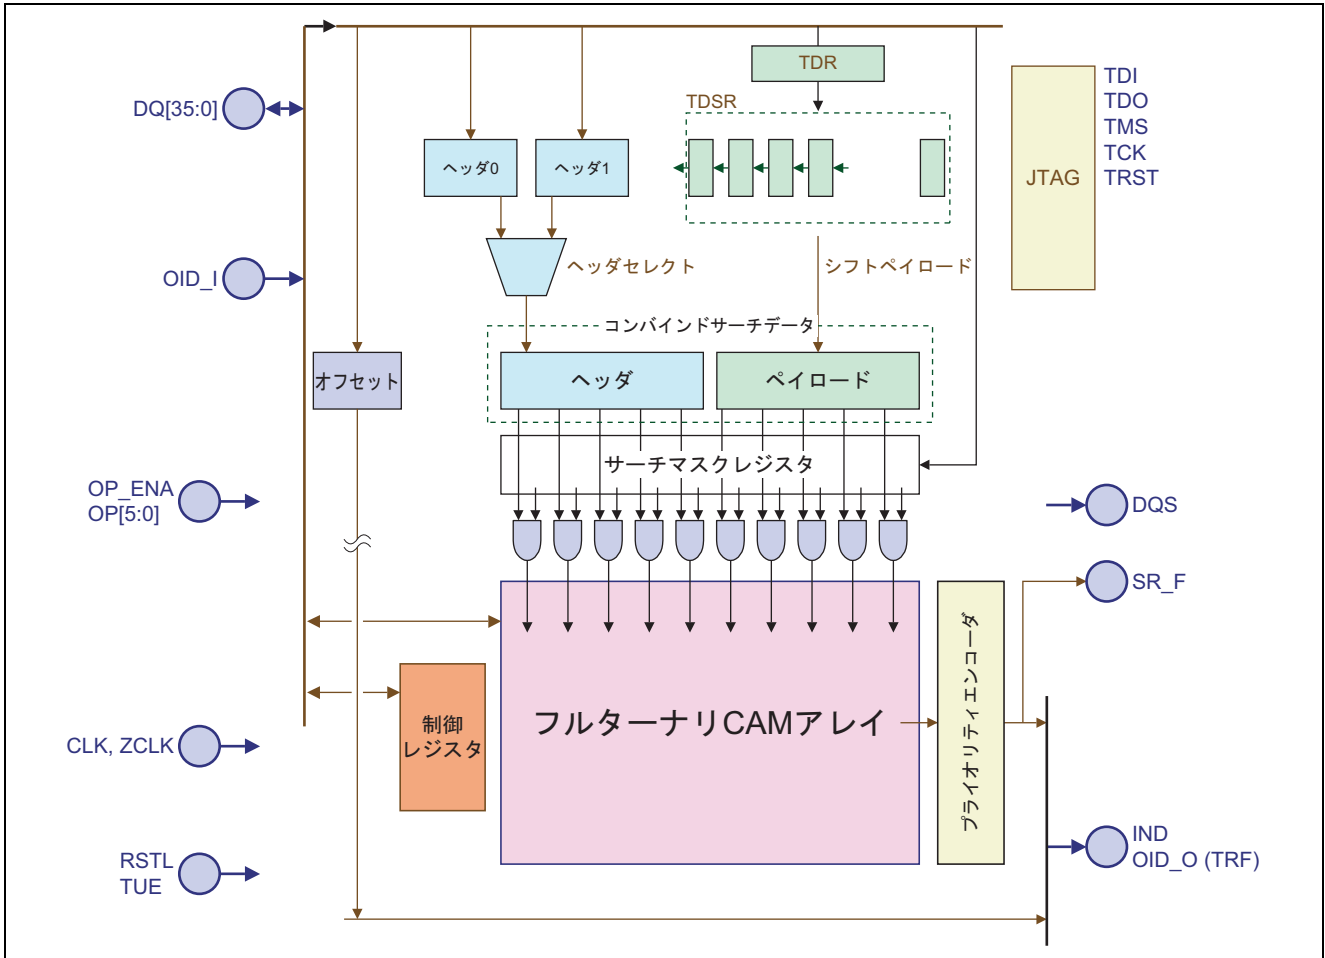 TDR
TDI
TDO
TMS
TCK
TRST
DQ[35:0]
TDSR
ヘッダ0
ヘッダ1
JTAG
OID_I
ヘッダセレクト
シフトペイロード
コンバインドサーチデータ
オフセット
ヘッダ
ペイロード
サーチマスクレジスタ
OP_ENA
OP[5:0]
DQS
SR_F
制御
レジスタ
フルターナリCAMアレイ
プライオリティエンコーダ
CLK, ZCLK
IND
OID_O (TRF)
RSTL
TUE